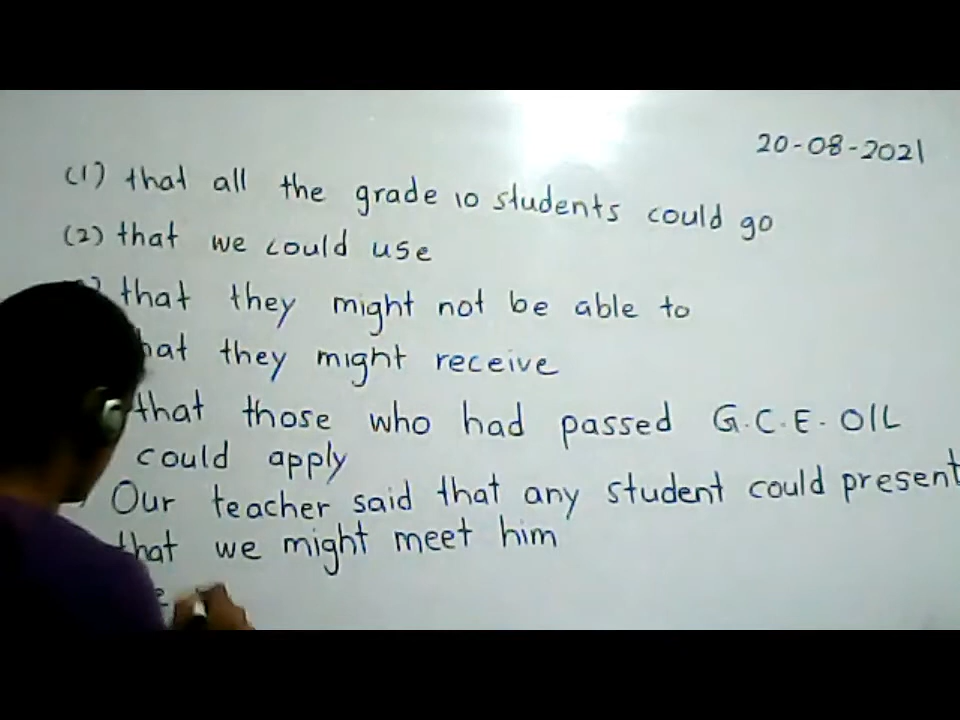 20-08-2021
(1) that all the grade 10 students could go
(2) that we could use
that they might not be able to
that they might receive
that those who had passed G.C.E. O/L
could apply
Our teacher said that any student could present
that we might meet him